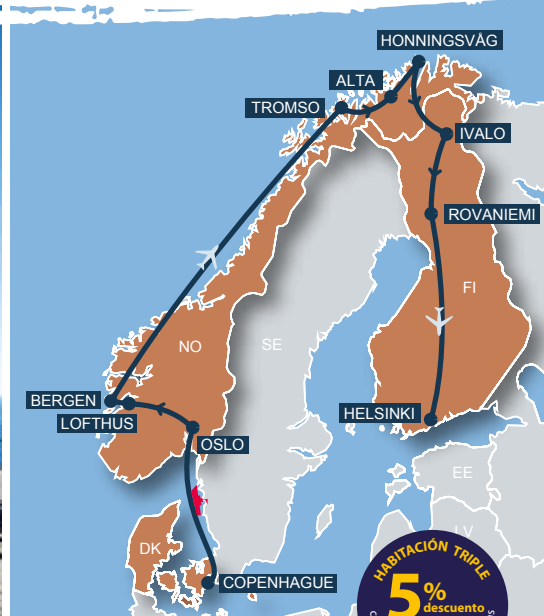 HONNINGSVÅG
ALTA
TROMSO
IVALO
ROVANIEMI
FI
NO
SE
BERGEN
LOFTHUS
OSLO
HELSINKI
EE
LV
DK
COPENHAGUE
HABITACIÓN TRIPLE
5%
descuento